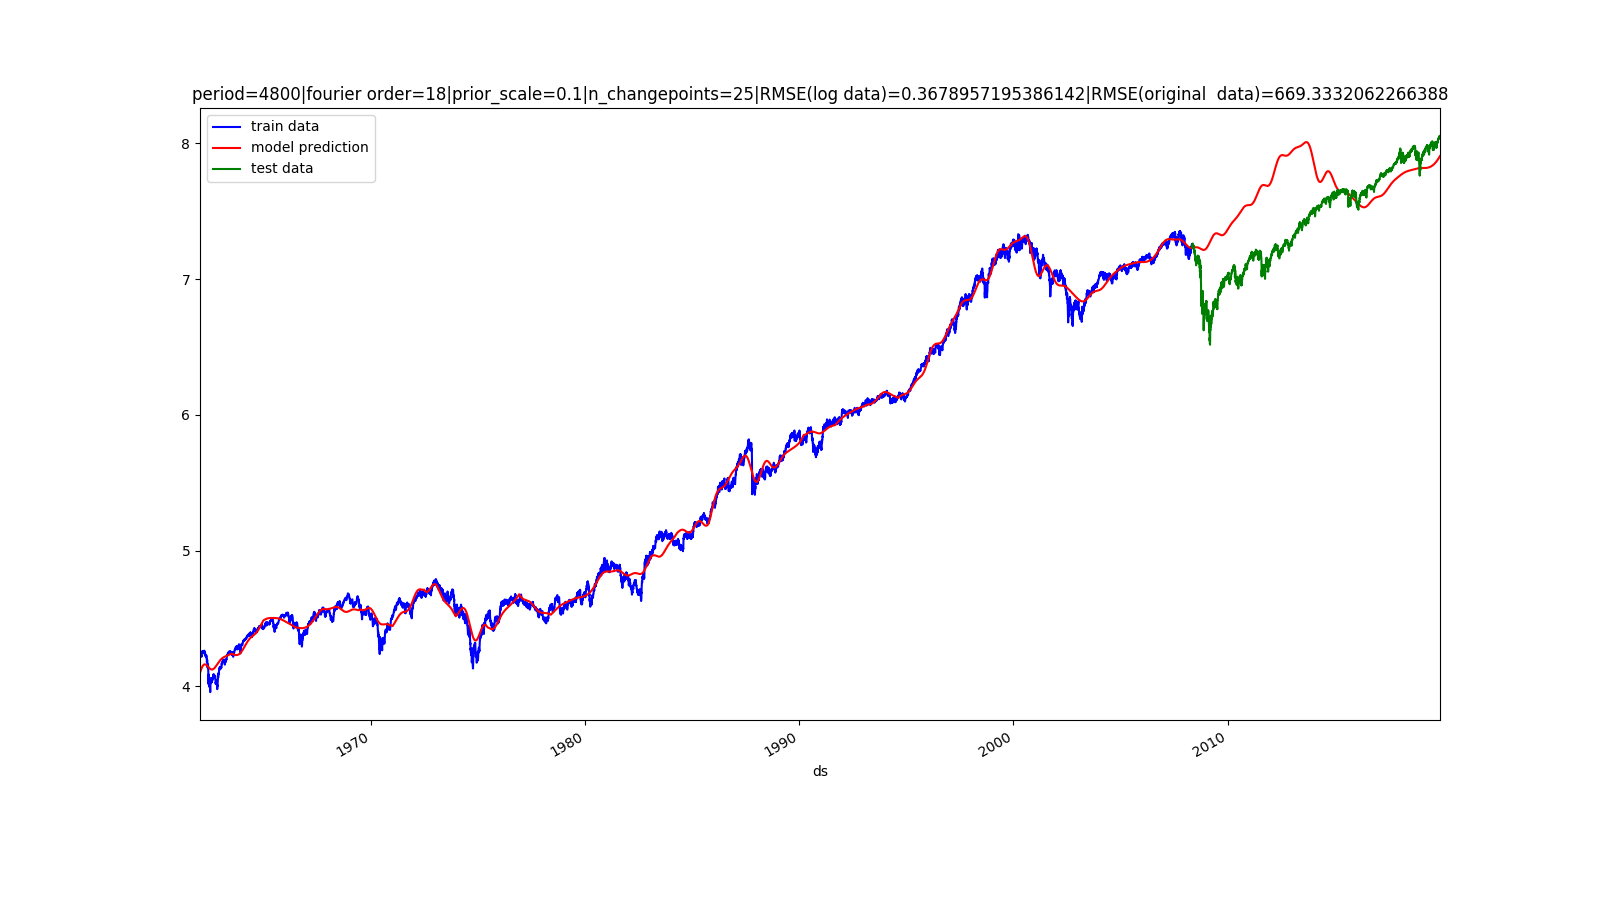 period=4800|fourier order=18|prior_scale=0.1|n_changepoints=25|RMSE(log data)=0.3678957195386142|RMSE(original  data)=669.3332062266388
train data
model prediction
test data
8
7
6
5
4
1970
1980
1990
2000
2010
ds